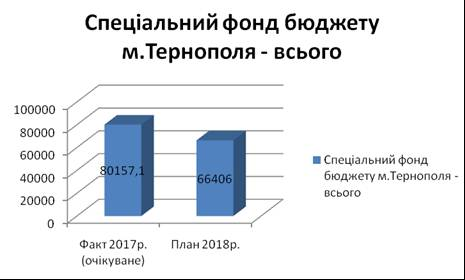 Спеціальний фонд бюджету
м.Тернополя - всього
100000
80000
60000
40000
20000
0
80157,1
66406
Факт 2017р.
(очікуване)
План 2018р.
Спеціальний фонд
бюджету м.Тернополя -
всього